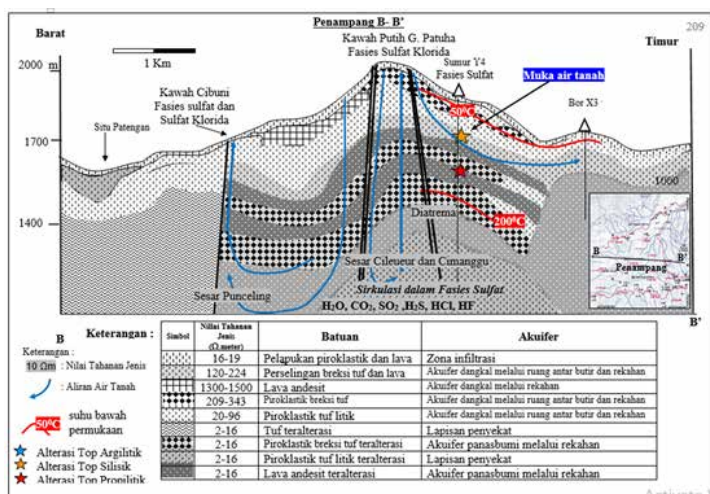 Penampang B- B'
209
Barat
Timur
Kawah Putih G. Patuha
Fasies Sulfat Klorida
1 Km
Sumur Y4
Fasies Sulfat
2000 m
Muka air tanah
Kawah Cibuni
Fasies sulfat dan
Sulfat Klorida
50⁰C
Bor X3
Situ Patengan
1700
1000
1400
Diatrema
200⁰C
B
B'
Penampang
Sesar Cileueur dan Cimanggu
Sesar Punceling
Sirkulasi dalam Fasies Sulfat
H₂O, CO₂, SO₂ ,H₂S, HCl, HF
B'
B
Keterangan :
Simbol
Nillai Tahanan
Jenis
(Ω.meter)
Batuan
Akuifer
16-19 Pelapukan piroklastik dan lava Zona infiltrasi
120-224 Perselingan breksi tuf dan lava Akuifer dangkal melalui ruang antar butir dan rekahan
1300-1500 Lava andesit Akuifer dangkal melalui rekahan
209-343 Piroklastik breksi tuf Akuifer dangkal melalui ruang antar butir dan rekahan
20-96 Piroklastik tuf litik Akuifer dangkal melalui ruang antar butir dan rekahan
2-16 Tuf teralterasi Lapisan penyekat
2-16 Piroklastik breksi tuf teralterasi Akuifer panasbumi melalui rekahan
2-16 Piroklastik tuf litik teralterasi Lapisan penyekat
2-16 Lava andesit teralterasi Akuifer panasbumi melalui rekahan
Keterangan :
10 Ωm : Nilai Tahanan Jenis
: Aliran Air Tanah
50⁰C
suhu bawah
permukaan
Alterasi Top Argilitik
Alterasi Top Silisik
Alterasi Top Propilitik